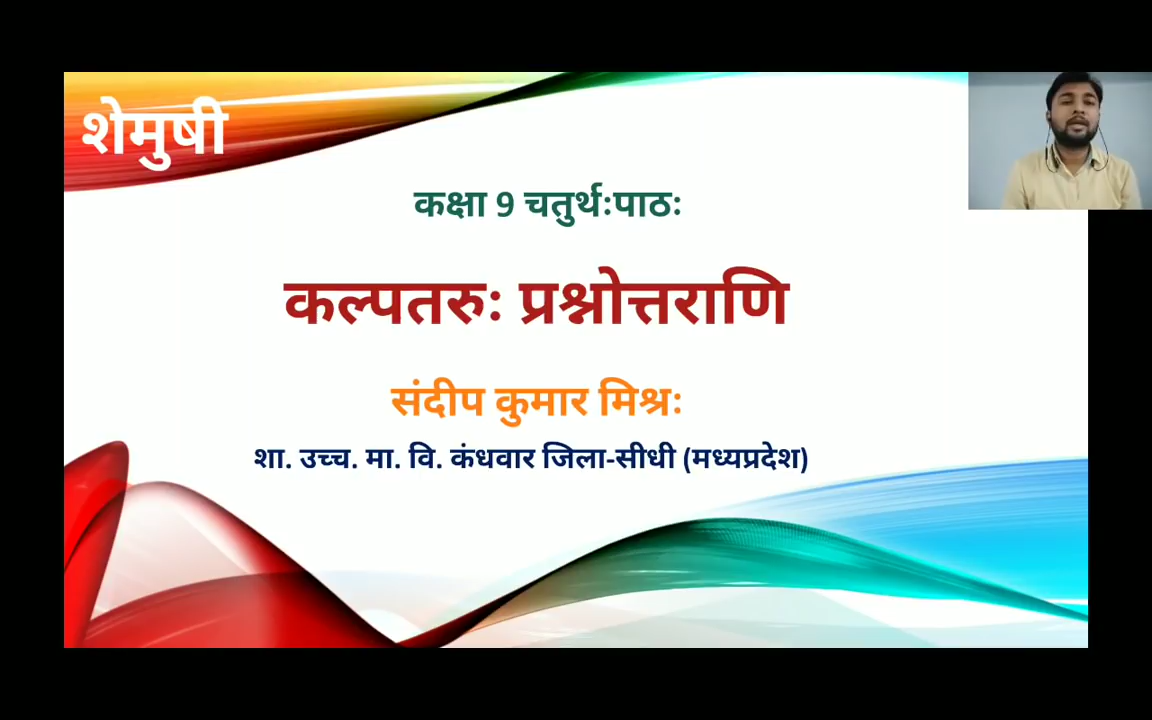 शेमुषी
कक्षा 9 चतुर्थ:पाठ:
कल्पतरुः प्रश्नोत्तराणि
संदीप कुमार मिश्र:
शा. उच्च. मा. वि. कंधवार जिला-सीधी (मध्यप्रदेश)